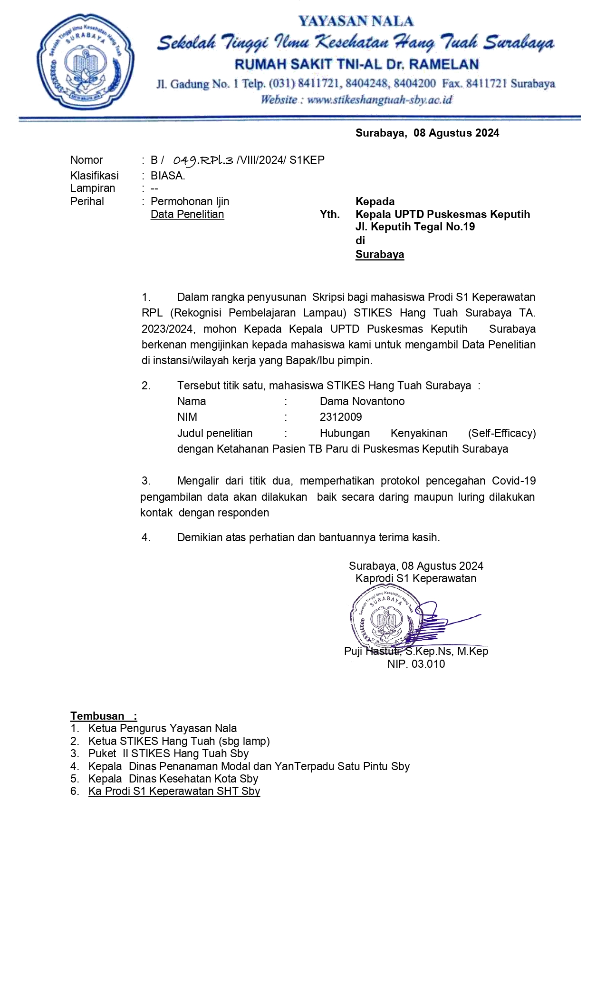 YAYASAN NALA
Sekolah Tinggi Ilmu Kesehatan Hang Tuah Surabaya
RUMAH SAKIT TNI-AL Dr. RAMELAN
Jl. Gadung No. 1 Telp. (031) 8411721, 8404248, 8404200 Fax. 8411721 Surabaya
Website : www.stikeshangtuah-sby.ac.id
Sekolah Tinggi Ilmu Kesehatan Hang Tuah
SURABAYA
Surabaya, 08 Agustus 2024
Nomor : B / 049.RPl.3 /VIII/2024/ S1KEP
Klasifikasi : BIASA.
Lampiran : --
Perihal : Permohonan Ijin Kepada
Data Penelitian Yth. Kepala UPTD Puskesmas Keputih
Jl. Keputih Tegal No.19
di
Surabaya
1. Dalam rangka penyusunan Skripsi bagi mahasiswa Prodi S1 Keperawatan
RPL (Rekognisi Pembelajaran Lampau) STIKES Hang Tuah Surabaya TA.
2023/2024, mohon Kepada Kepala UPTD Puskesmas Keputih Surabaya
berkenan mengijinkan kepada mahasiswa kami untuk mengambil Data Penelitian
di instansi/wilayah kerja yang Bapak/Ibu pimpin.
2. Tersebut titik satu, mahasiswa STIKES Hang Tuah Surabaya :
Nama : Dama Novantono
NIM : 2312009
Judul penelitian : Hubungan Kenyakinan (Self-Efficacy)
dengan Ketahanan Pasien TB Paru di Puskesmas Keputih Surabaya
3. Mengalir dari titik dua, memperhatikan protokol pencegahan Covid-19
pengambilan data akan dilakukan baik secara daring maupun luring dilakukan
kontak dengan responden
4. Demikian atas perhatian dan bantuannya terima kasih.
Surabaya, 08 Agustus 2024
Kaprodi S1 Keperawatan
Sekolah Tinggi Ilmu Kesehatan Hang Tuah
SURABAYA
Puji Hastuti, S.Kep.Ns, M.Kep
NIP. 03.010
Tembusan :
1. Ketua Pengurus Yayasan Nala
2. Ketua STIKES Hang Tuah (sbg lamp)
3. Puket II STIKES Hang Tuah Sby
4. Kepala Dinas Penanaman Modal dan YanTerpadu Satu Pintu Sby
5. Kepala Dinas Kesehatan Kota Sby
6. Ka Prodi S1 Keperawatan SHT Sby